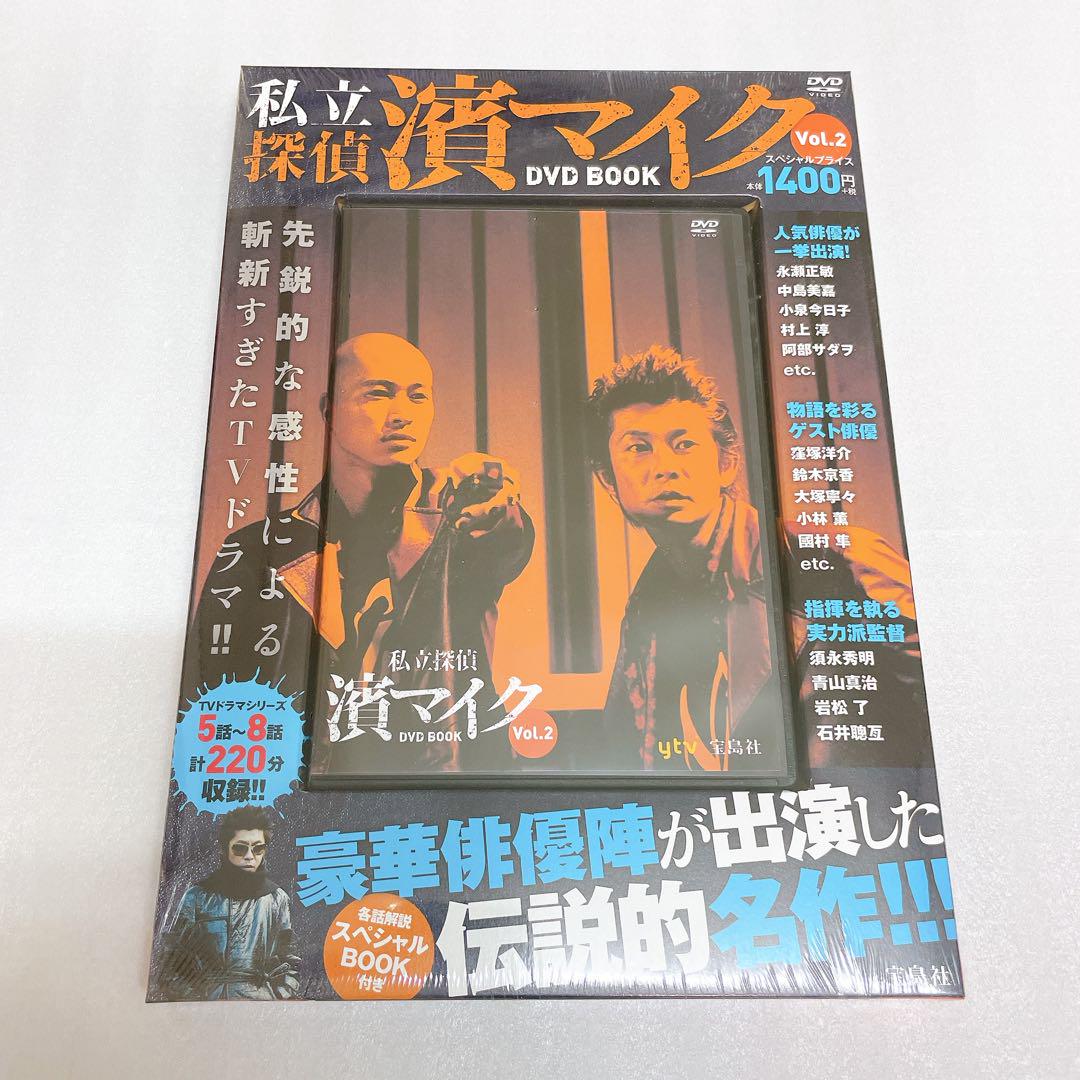 私立
探偵
濱マイク
DVD BOOK
Vol.2
DVD
VIDEO
スペシャルプライス
本体1400円+税
先鋭的な感性による
斬新すぎたTVドラマ!!
DVD
VIDEO
人気俳優が
一挙出演!
永瀬正敏
中島美嘉
小泉今日子
村上 淳
阿部サダヲ
etc.
物語を彩る
ゲスト俳優
窪塚洋介
鈴木京香
大塚寧々
小林 薫
國村 隼
etc.
指揮を執る
実力派監督
須永秀明
青山真治
岩松 了
石井聰亙
私立探偵
濱マイク
DVD BOOK
Vol.2
ytv 宝島社
TVドラマシリーズ
5話~8話
計220分
収録!!
豪華俳優陣が出演した
伝説的名作!!!
各話解説
スペシャル
BOOK
付き
宝島社